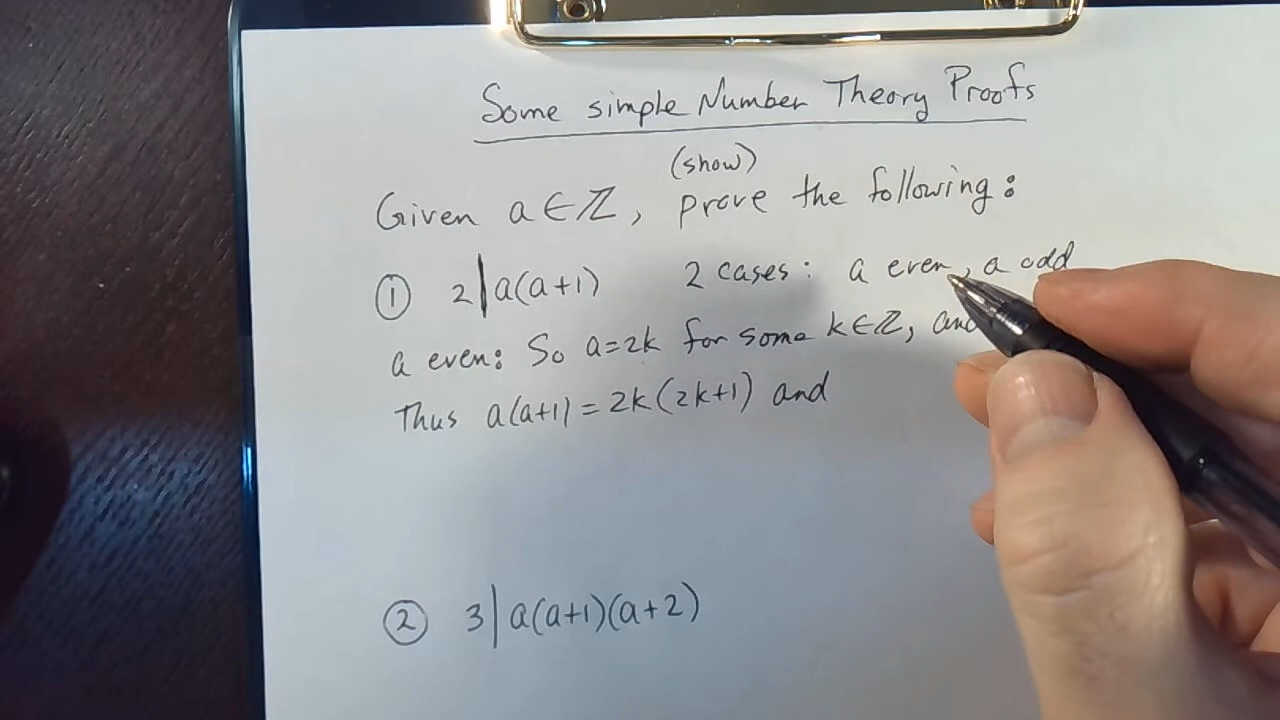 Some simple Number Theory Proofs
(show)
Given a∈ℤ, prove the following:
① 2|a(a+1) 2 cases: a even, a odd
a even: So a=2k for some k∈ℤ, and
Thus a(a+1) = 2k(2k+1) and
② 3|a(a+1)(a+2)